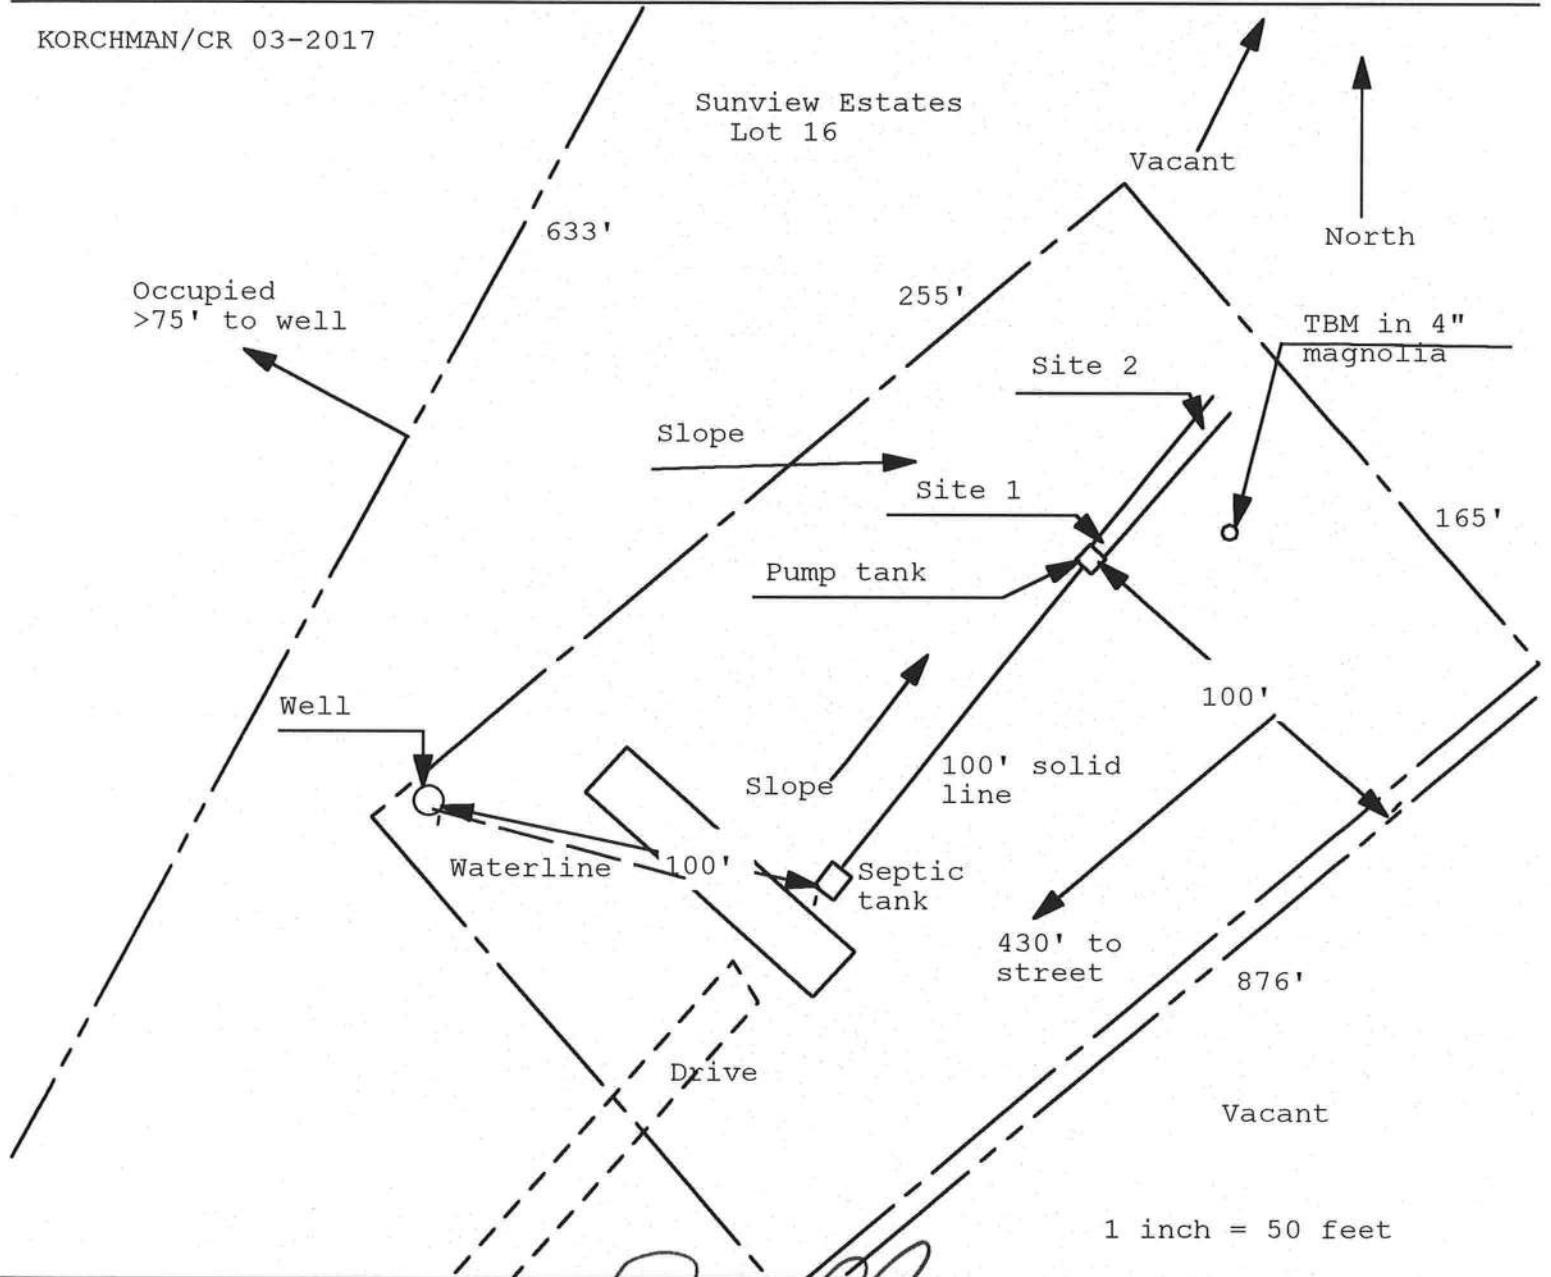 KORCHMAN/CR 03-2017
Sunview Estates
Lot 16
Vacant
North
633'
Occupied
>75' to well
255'
TBM in 4"
magnolia
Site 2
Slope
Site 1
165'
Pump tank
Well
100'
Slope
100' solid
line
Waterline
100'
Septic
tank
430' to
street
876'
Drive
Vacant
1 inch = 50 feet